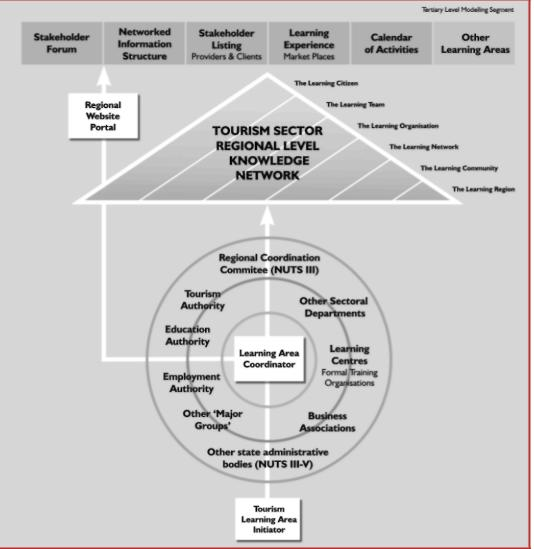 Tertiary Level Modelling Segment
Stakeholder
Forum
Networked
Information
Structure
Stakeholder
Listing
Providers & Clients
Learning
Experience
Market Places
Calendar
of Activities
Other
Learning Areas
Regional
Website
Portal
The Learning Citizen
The Learning Team
The Learning Organisation
The Learning Network
The Learning Community
The Learning Region
TOURISM SECTOR
REGIONAL LEVEL
KNOWLEDGE
NETWORK
Regional Coordination
Commitee (NUTS III)
Tourism
Authority
Other Sectoral
Departments
Education
Authority
Learning Area
Coordinator
Learning
Centres
Formal Training
Organisations
Employment
Authority
Other 'Major
Groups'
Business
Associations
Other state administrative
bodies (NUTS III-V)
Tourism
Learning Area
Initiator